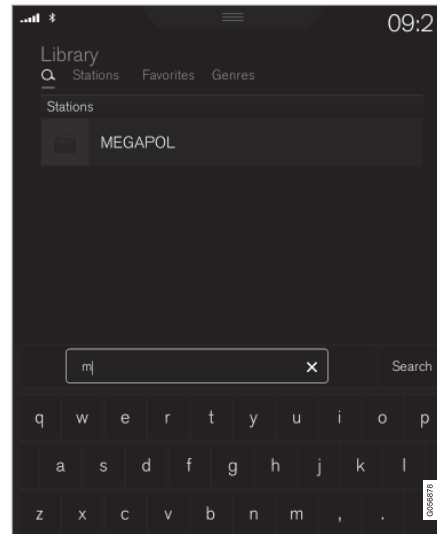 09:2
Library
Stations Favorites Genres
Stations
MEGAPOL
m
Search
q w e r t y u i o p
a s d f g h j k l
z x c v b n m , .
G056878